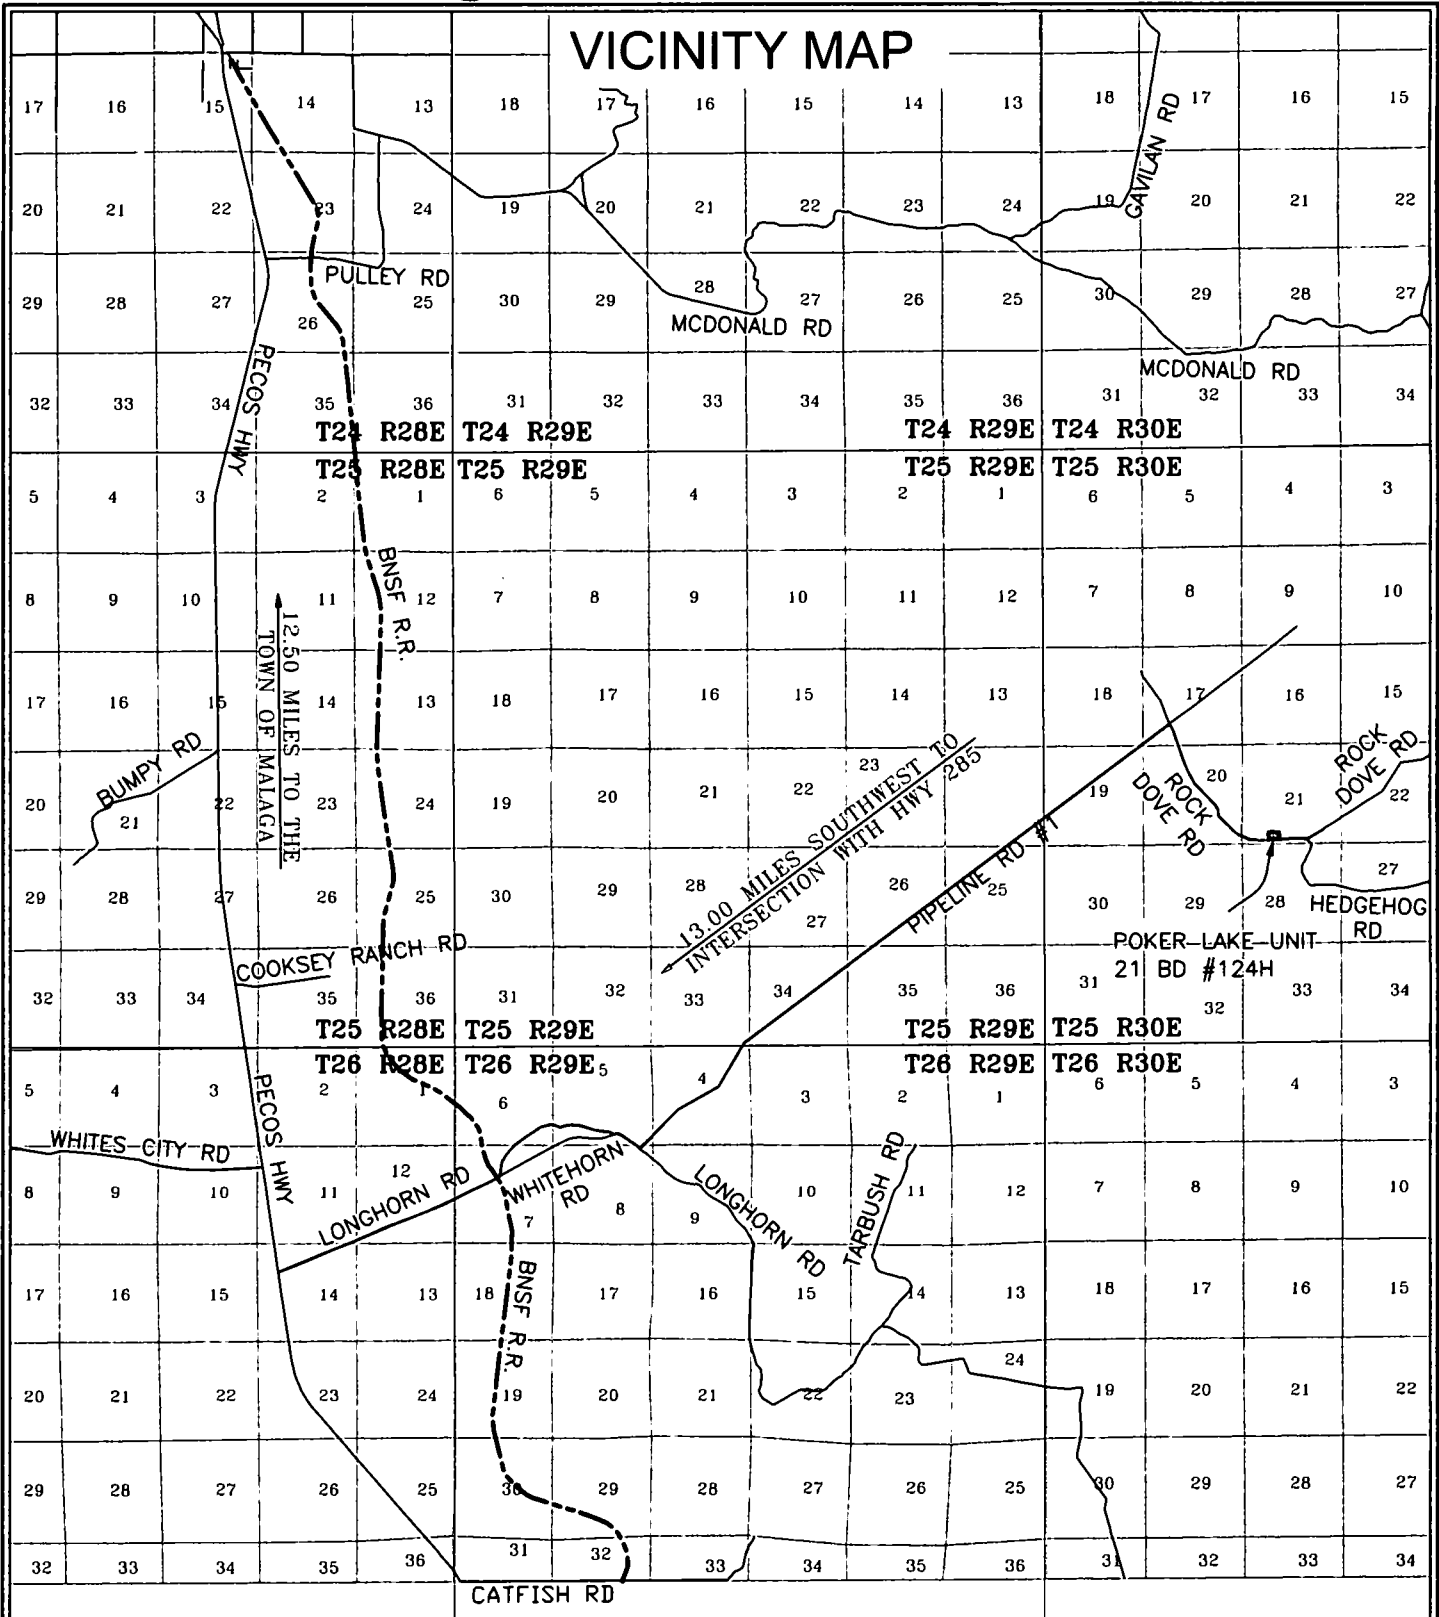 VICINITY MAP
17 16 15 14 13 18 17 16 15 14 13 18 17 16 15
GAVILAN RD
20 21 22 23 24 19 20 21 22 23 24 19 20 21 22
PULLEY RD
29 28 27 26 25 30 29 28 27 26 25 30 29 28 27
MCDONALD RD
MCDONALD RD
PECOS HWY
32 33 34 35 36 31 32 33 34 35 36 31 32 33 34
T24 R28E T24 R29E T24 R29E T24 R30E
T25 R28E T25 R29E T25 R29E T25 R30E
5 4 3 2 1 6 5 4 3 2 1 6 5 4 3
BNSF R.R.
8 9 10 11 12 7 8 9 10 11 12 7 8 9 10
12.50 MILES TO THE
TOWN OF MALAGA
17 16 15 14 13 18 17 16 15 14 13 18 17 16 15
BUMPY RD
13.00 MILES SOUTHWEST TO
INTERSECTION WITH HWY 285
ROCK
DOVE RD
ROCK
DOVE RD
20 21 22 23 24 19 20 21 22 23 19 20 21 22
PIPELINE RD #1
29 28 27 26 25 30 29 28 27 26 25 30 29 28 27
HEDGEHOG
RD
POKER LAKE UNIT
21 BD #124H
COOKSEY RANCH RD
32 33 34 35 36 31 32 33 34 35 36 31 32 33 34
T25 R28E T25 R29E T25 R29E T25 R30E
T26 R28E T26 R29E T26 R29E T26 R30E
5 4 3 2 1 6 5 4 3 2 1 6 5 4 3
PECOS HWY
WHITES CITY RD
LONGHORN RD
WHITEHORN
RD
LONGHORN RD
TARBUSH RD
8 9 10 11 12 7 8 9 10 11 12 7 8 9 10
BNSF R.R.
17 16 15 14 13 18 17 16 15 14 13 18 17 16 15
20 21 22 23 24 19 20 21 22 23 24 19 20 21 22
29 28 27 26 25 30 29 28 27 26 25 30 29 28 27
32 33 34 35 36 31 32 33 34 35 36 31 32 33 34
CATFISH RD